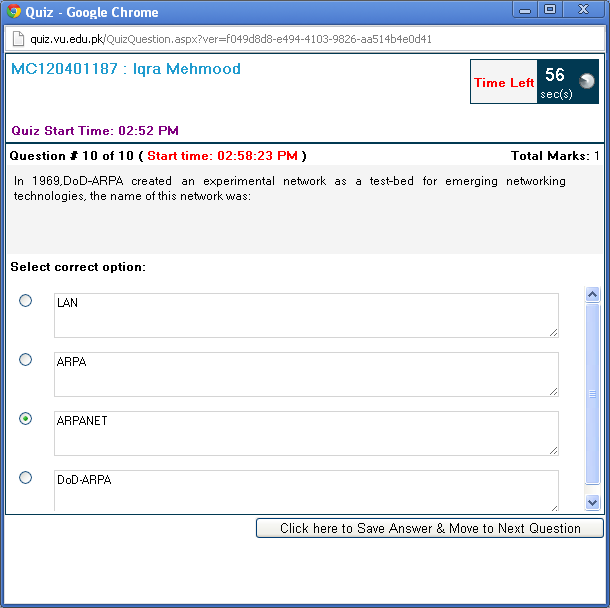 Quiz - Google Chrome
quiz.vu.edu.pk/QuizQuestion.aspx?ver=f049d8d8-e494-4103-9826-aa514b4e0d41
MC120401187 : Iqra Mehmood
Time Left 56 sec(s)
Quiz Start Time: 02:52 PM
Question # 10 of 10 ( Start time: 02:58:23 PM ) Total Marks: 1
In 1969,DoD-ARPA created an experimental network as a test-bed for emerging networking
technologies, the name of this network was:
Select correct option:
LAN
ARPA
ARPANET
DoD-ARPA
Click here to Save Answer & Move to Next Question